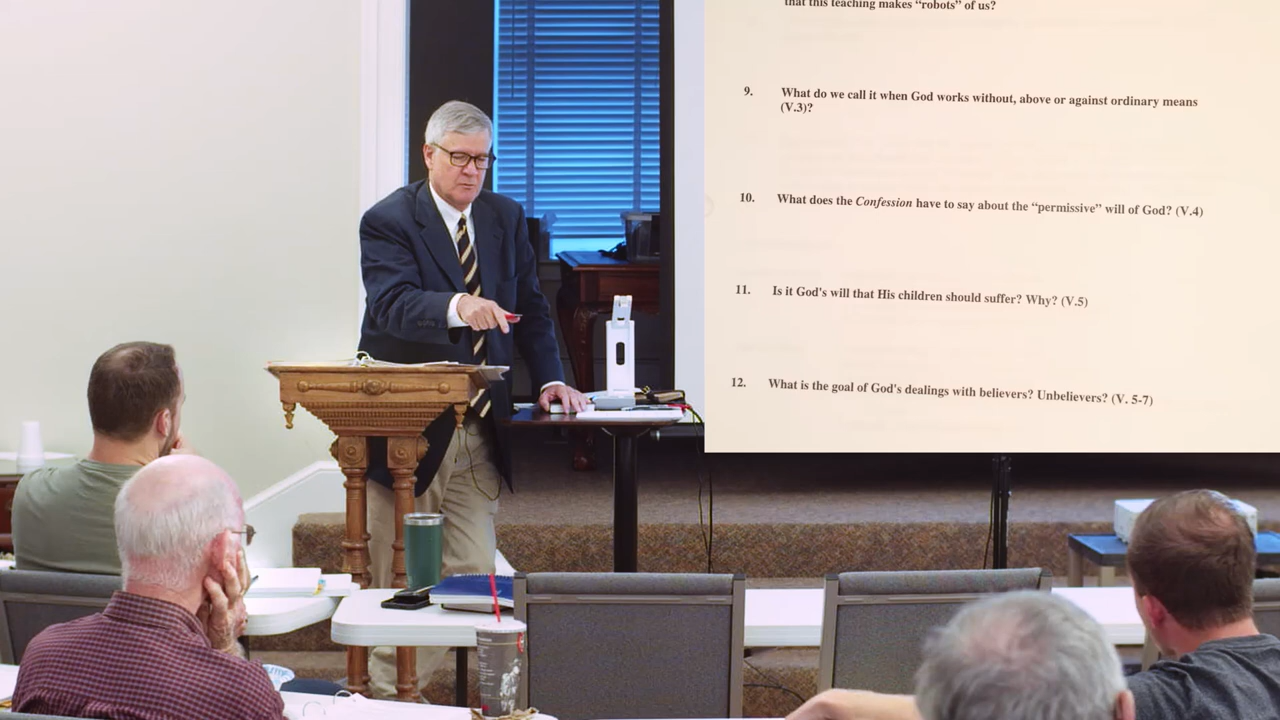 that this teaching makes “robots” of us?
9. What do we call it when God works without, above or against ordinary means
(V.3)?
10. What does the Confession have to say about the “permissive” will of God? (V.4)
11. Is it God's will that His children should suffer? Why? (V.5)
12. What is the goal of God's dealings with believers? Unbelievers? (V. 5-7)